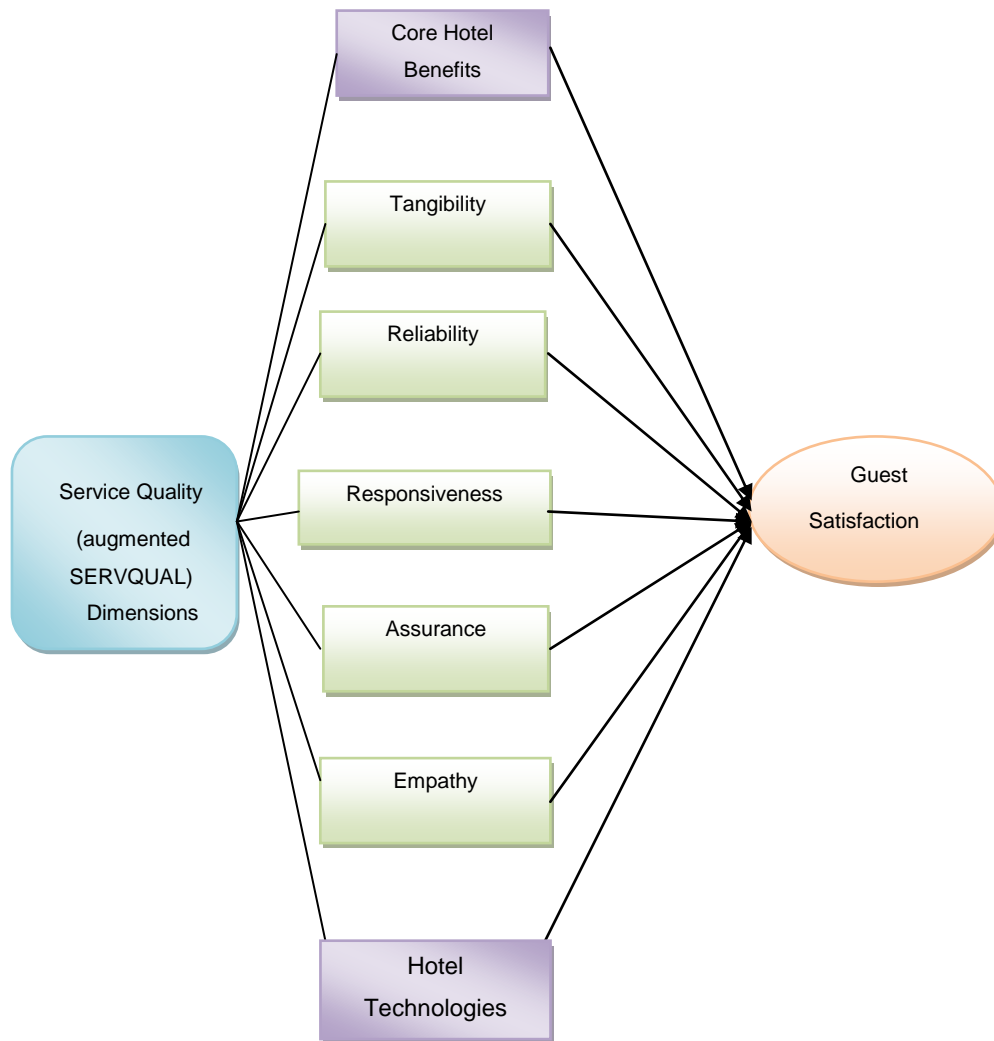 Core Hotel
Benefits
Tangibility
Reliability
Responsiveness
Assurance
Empathy
Hotel
Technologies
Service Quality
(augmented
SERVQUAL)
Dimensions
Guest
Satisfaction